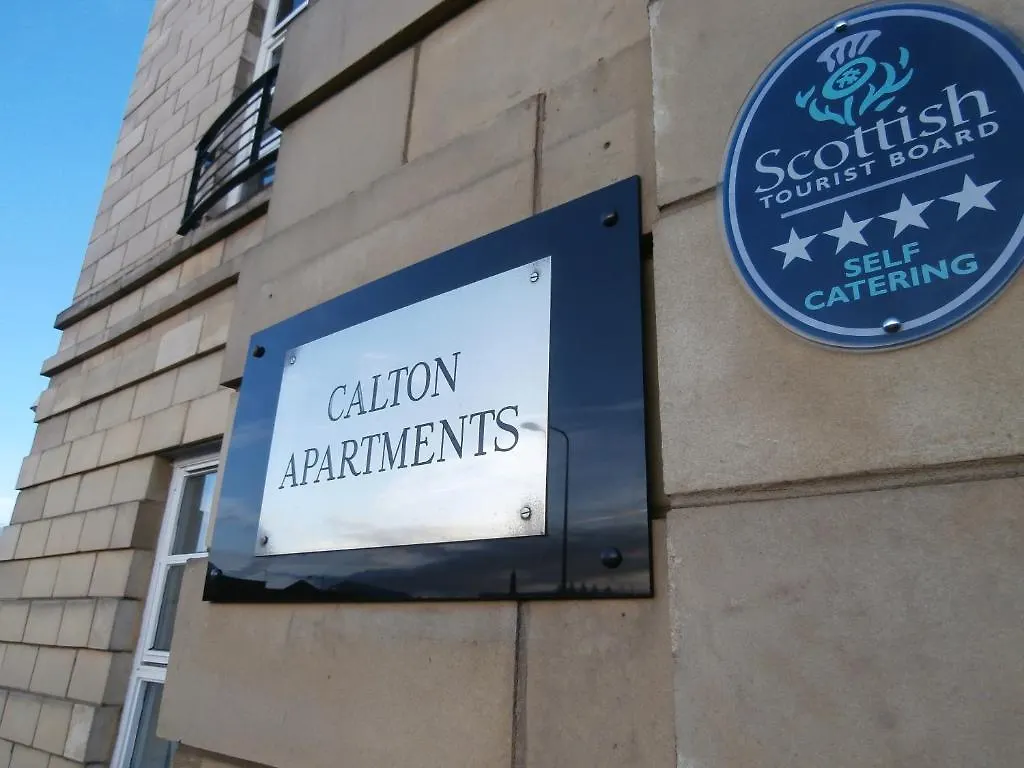 CALTON
APARTMENTS
Scottish
TOURIST BOARD
SELF
CATERING